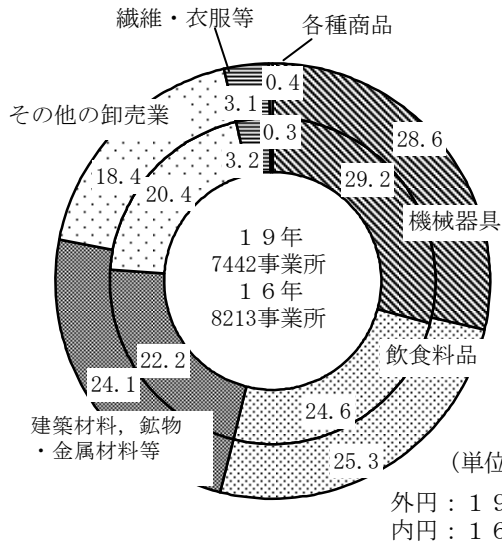 繊維・衣服等
各種商品
0.4
3.1
その他の卸売業
0.3
28.6
3.2
18.4
20.4
29.2
機械器具
19年
7442事業所
16年
8213事業所
飲食料品
22.2
24.1
24.6
建築材料，鉱物
・金属材料等
25.3
（単位
外円：19
内円：16